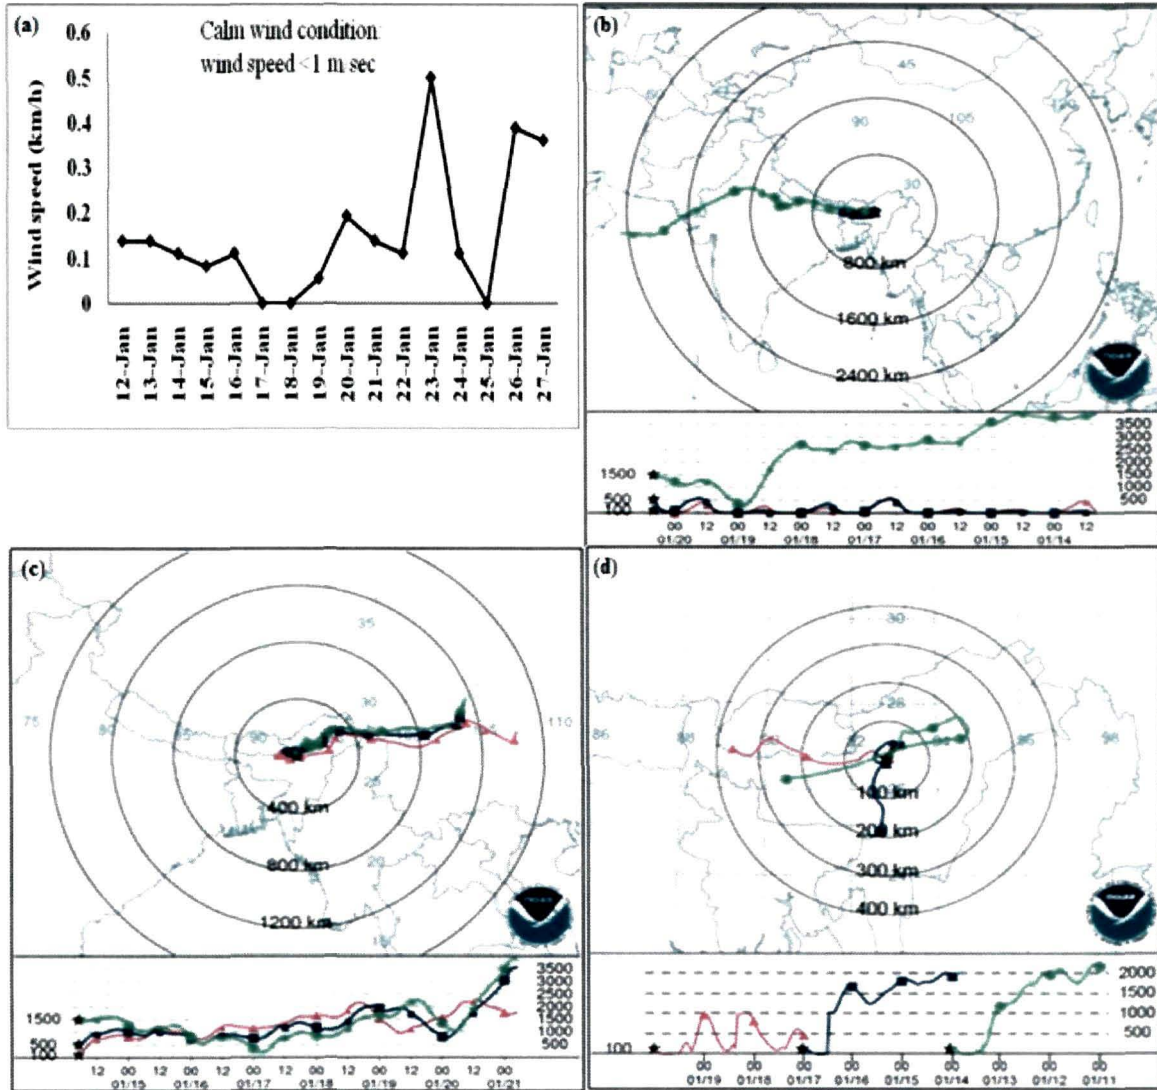 (a)
Calm wind condition:
wind speed <1 m sec
Wind speed (km/h)
0.6
0.5
0.4
0.3
0.2
0.1
0
12-Jan
13-Jan
14-Jan
15-Jan
16-Jan
17-Jan
18-Jan
19-Jan
20-Jan
21-Jan
22-Jan
23-Jan
24-Jan
25-Jan
26-Jan
27-Jan
(b)
45
75
90
105
120
30
800 km
1600 km
2400 km
1500
500
100
3500
3000
2500
2000
1500
1000
500
00 12 00 12 00 12 00 12 00 12 00 12 00 12
01/20 01/19 01/18 01/17 01/16 01/15 01/14
(c)
35
30
75
80
85
90
110
25
20
15
400 km
800 km
1200 km
1500
500
100
3500
3000
2500
2000
1500
1000
500
12 00 12 00 12 00 12 00 12 00 12 00 12 00
01/15 01/16 01/17 01/18 01/19 01/20 01/21
(d)
30
28
86
88
92
96
98
100 km
200 km
300 km
400 km
100
2000
1500
1000
500
00 00 00 00 00 00 00 00 00
01/19 01/18 01/17 01/16 01/15 01/14 01/13 01/12 01/11